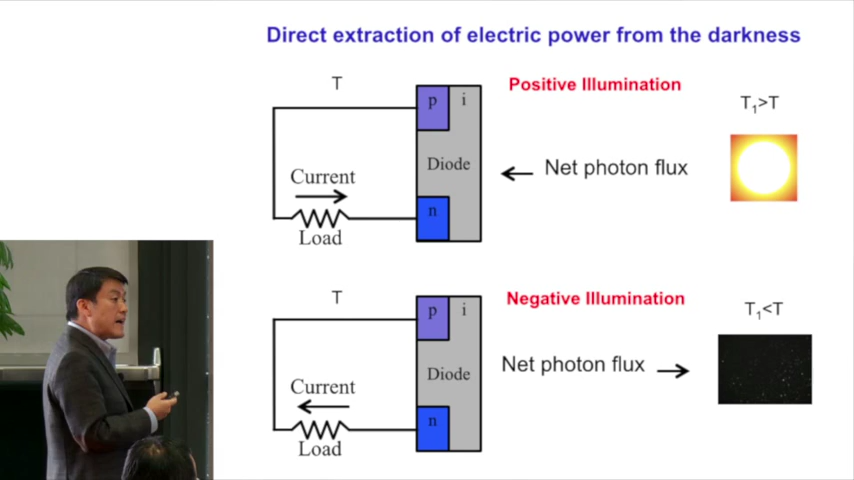 Direct extraction of electric power from the darkness
T
Positive Illumination
T₁>T
p
i
Diode
Net photon flux
Current
n
Load
T
Negative Illumination
T₁<T
p
i
Net photon flux
Diode
Current
n
Load